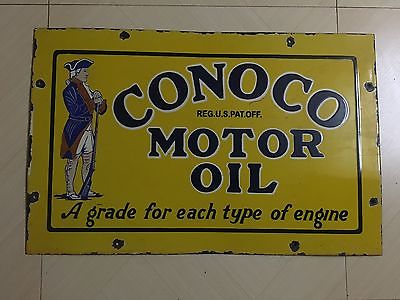 CONOCO
REG.U.S.PAT.OFF.
MOTOR
OIL
A grade for each type of engine